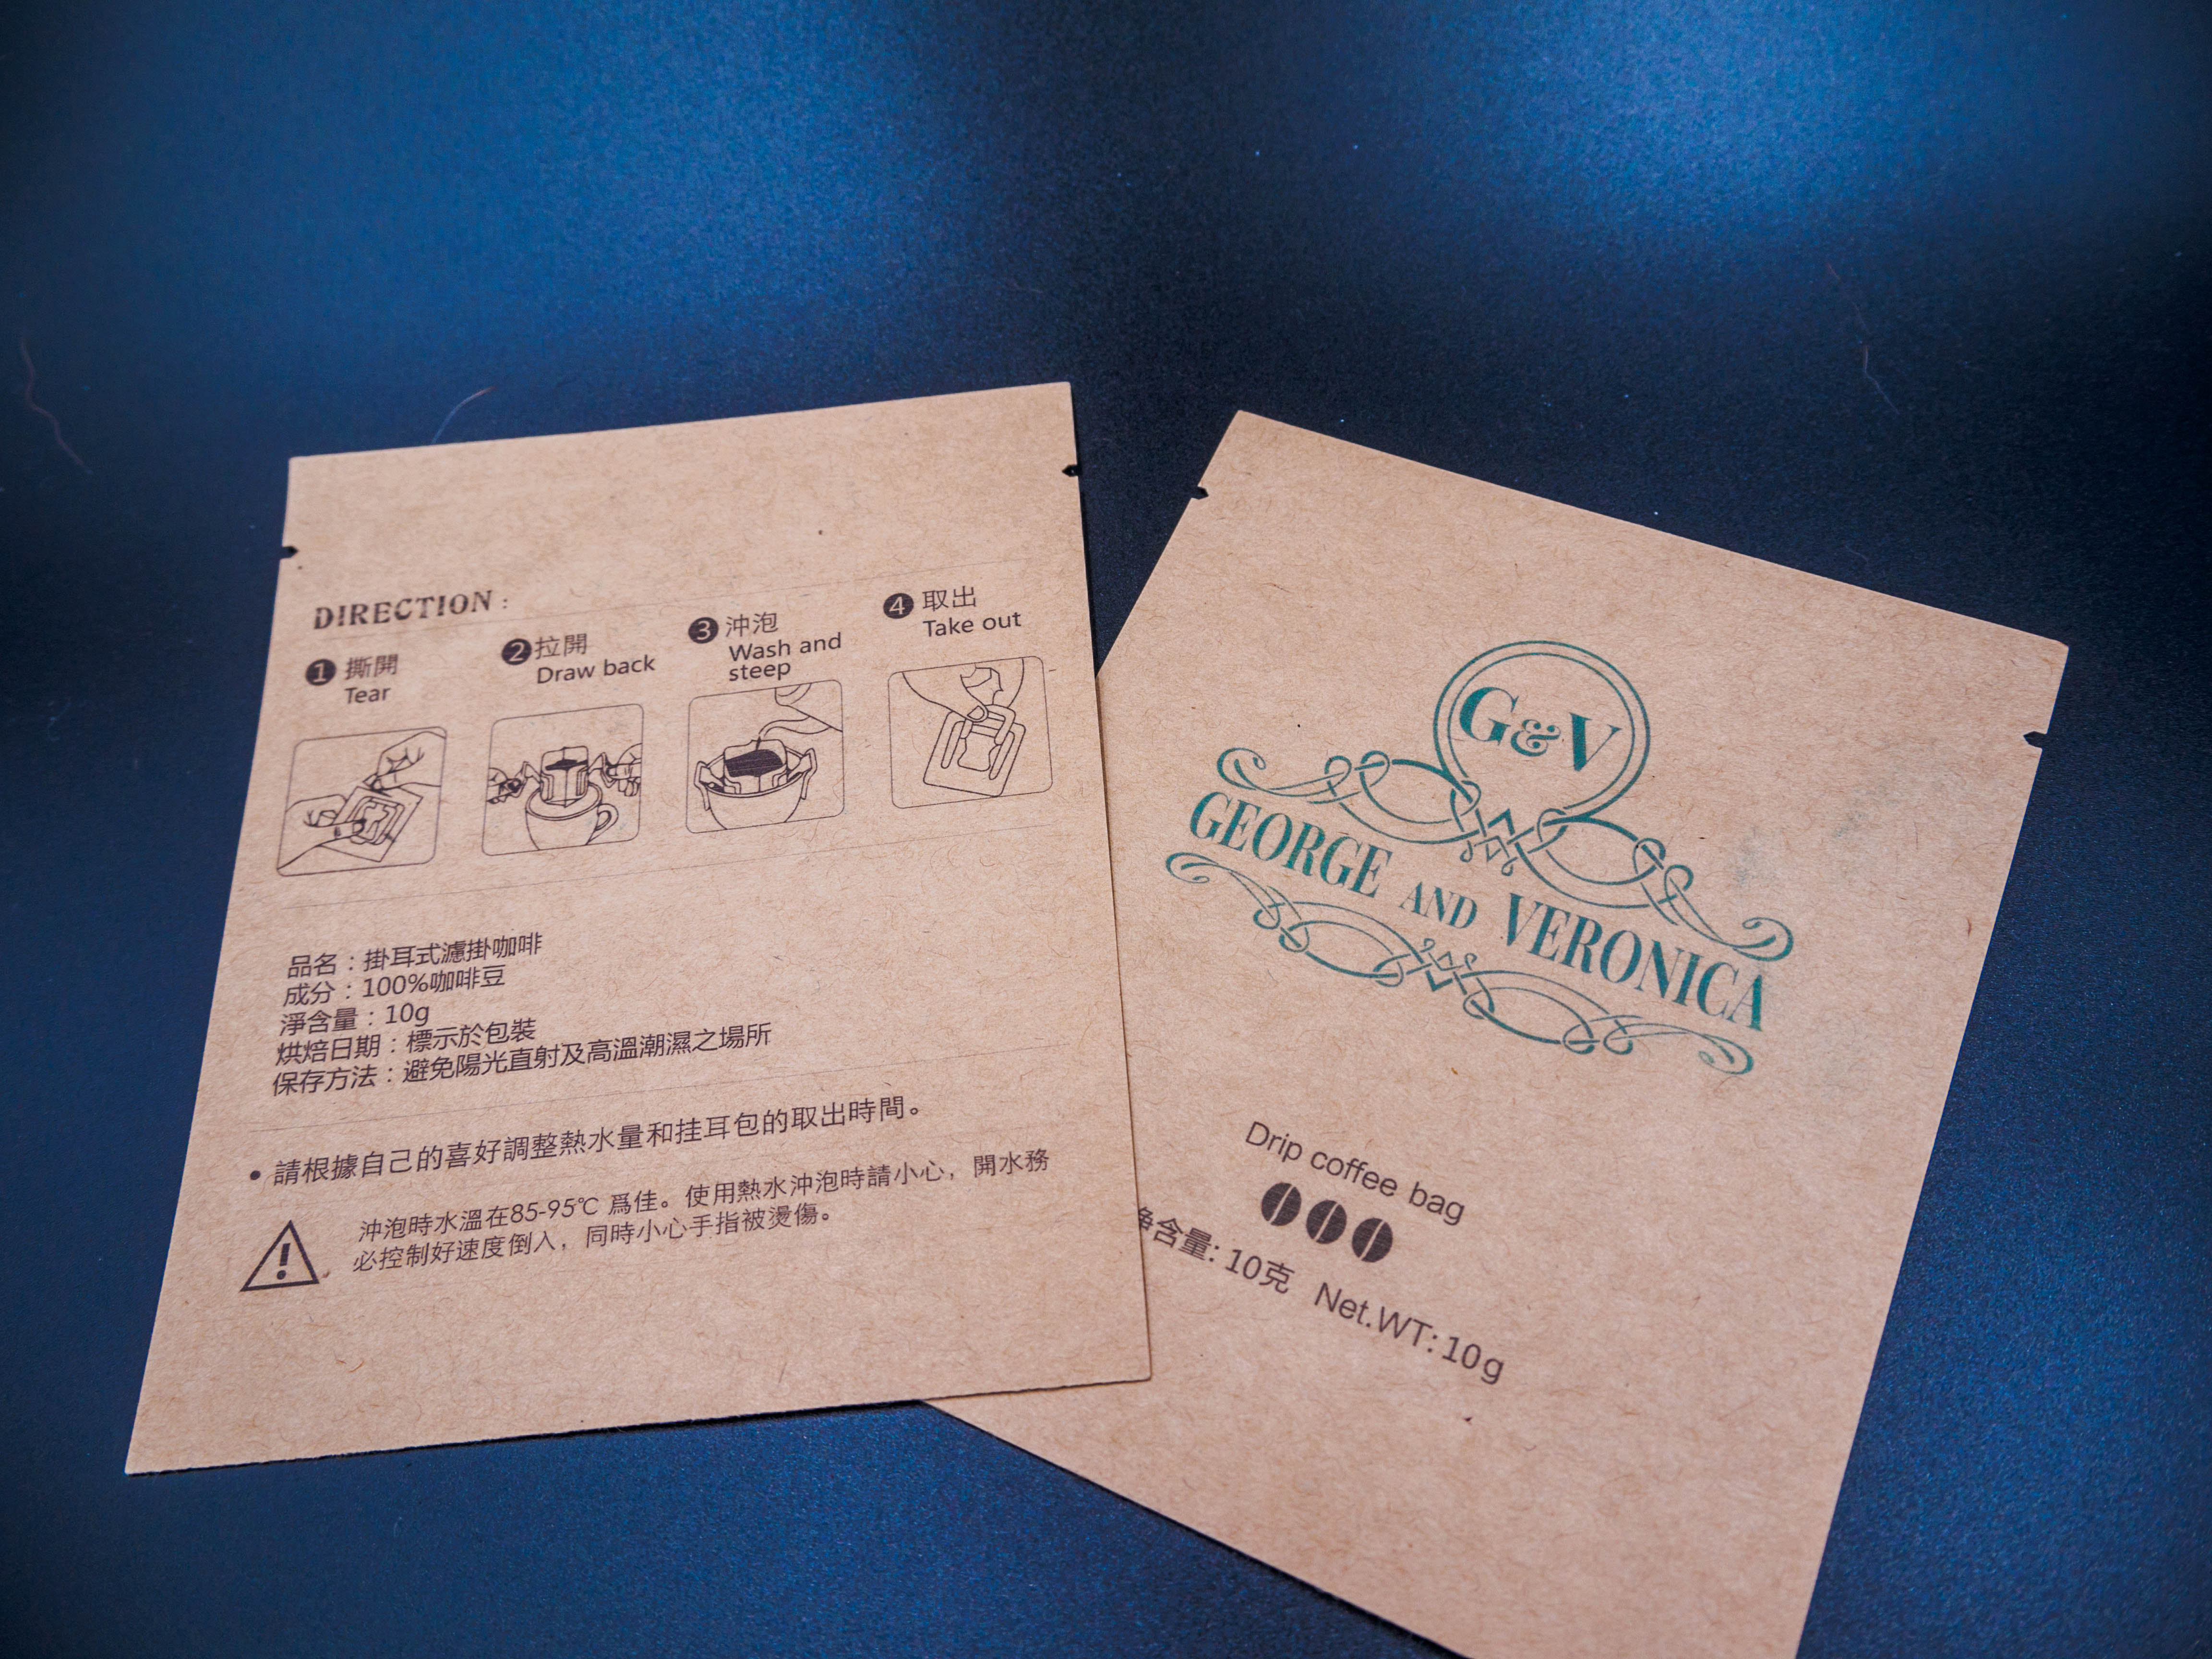 DIRECTION :
1 撕開
Tear
2 拉開
Draw back
3 沖泡
Wash and
steep
4 取出
Take out
品名：掛耳式濾掛咖啡
成分：100%咖啡豆
淨含量：10g
烘焙日期：標示於包裝
保存方法：避免陽光直射及高溫潮濕之場所
• 請根據自己的喜好調整熱水量和挂耳包的取出時間。
沖泡時水溫在85-95℃ 爲佳。使用熱水沖泡時請小心，開水務
必控制好速度倒入，同時小心手指被燙傷。
G&V
GEORGE AND VERONICA
Drip coffee bag
含量: 10克 Net.WT: 10g